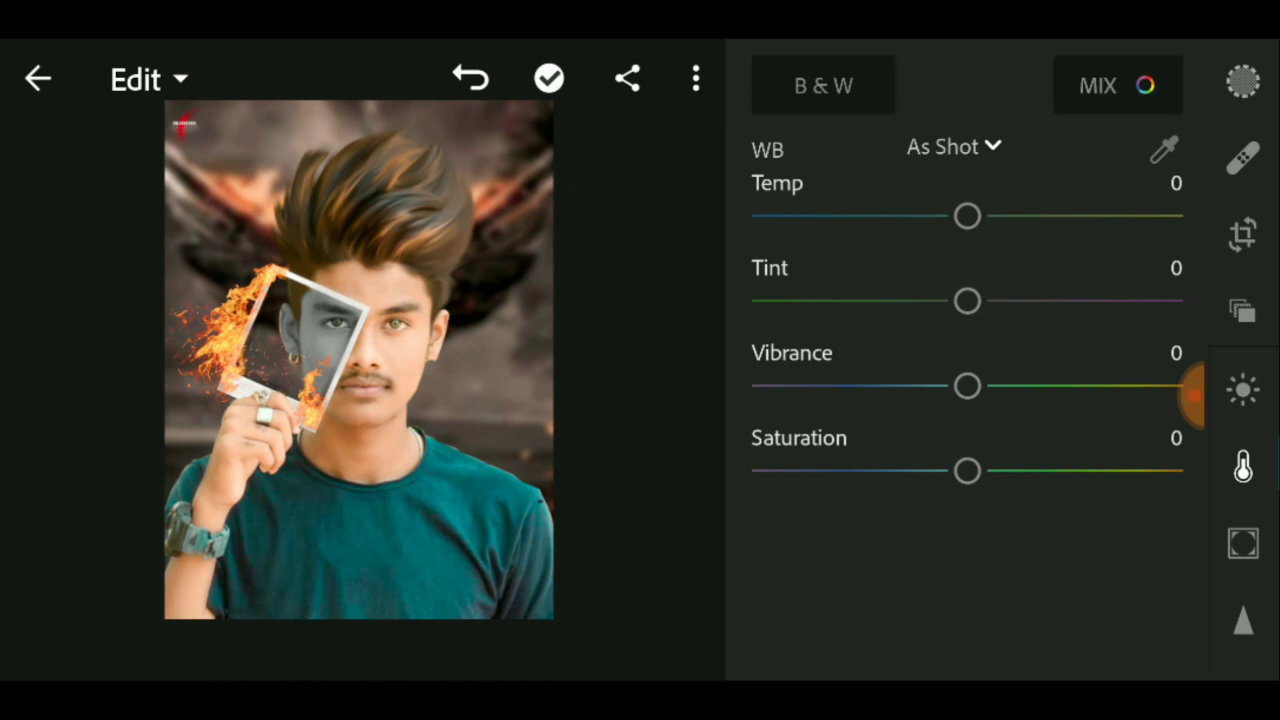 Edit
B & W
MIX
WB
As Shot
Temp
0
Tint
0
Vibrance
0
Saturation
0